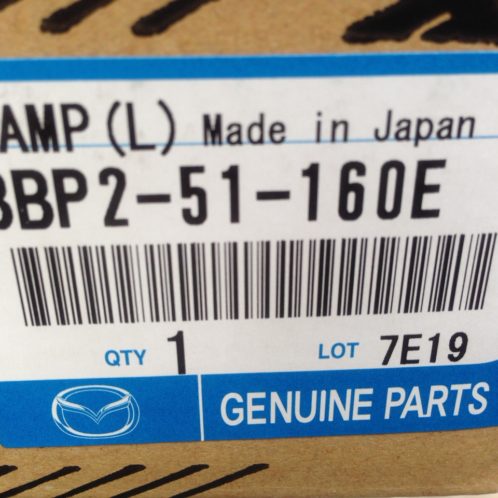 AMP (L) Made in Japan
BBP2-51-160E
QTY 1 LOT 7E19
GENUINE PARTS